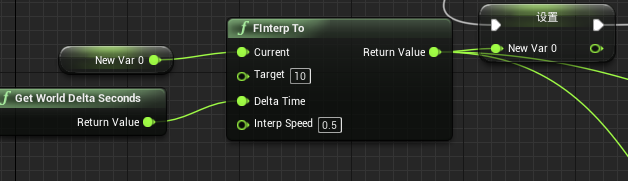 New Var 0
Get World Delta Seconds
Return Value
FInterp To
Current
Return Value
Target 10
Delta Time
Interp Speed 0.5
设置
New Var 0